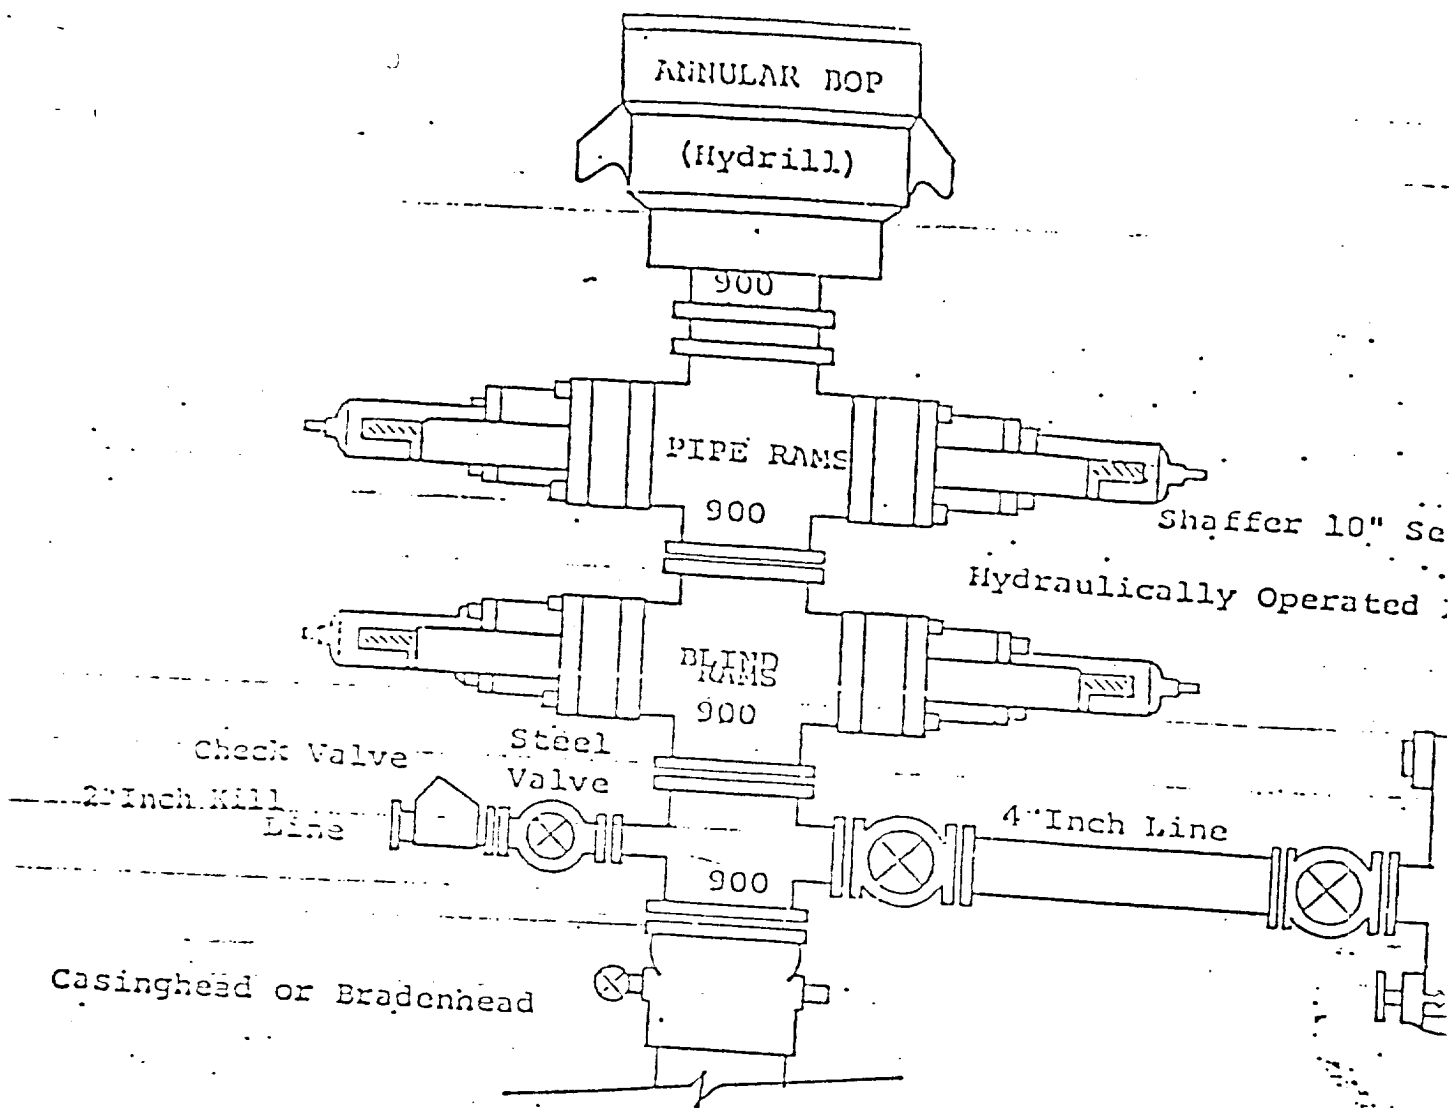 ANNULAR BOP
(Hydrill)
900
PIPE RAMS
900
Shaffer 10"
Hydraulically Operated
BLIND
RAMS
900
Check Valve
Steel
Valve
2"Inch Kill
Line
4"Inch Line
900
Casinghead or Bradenhead